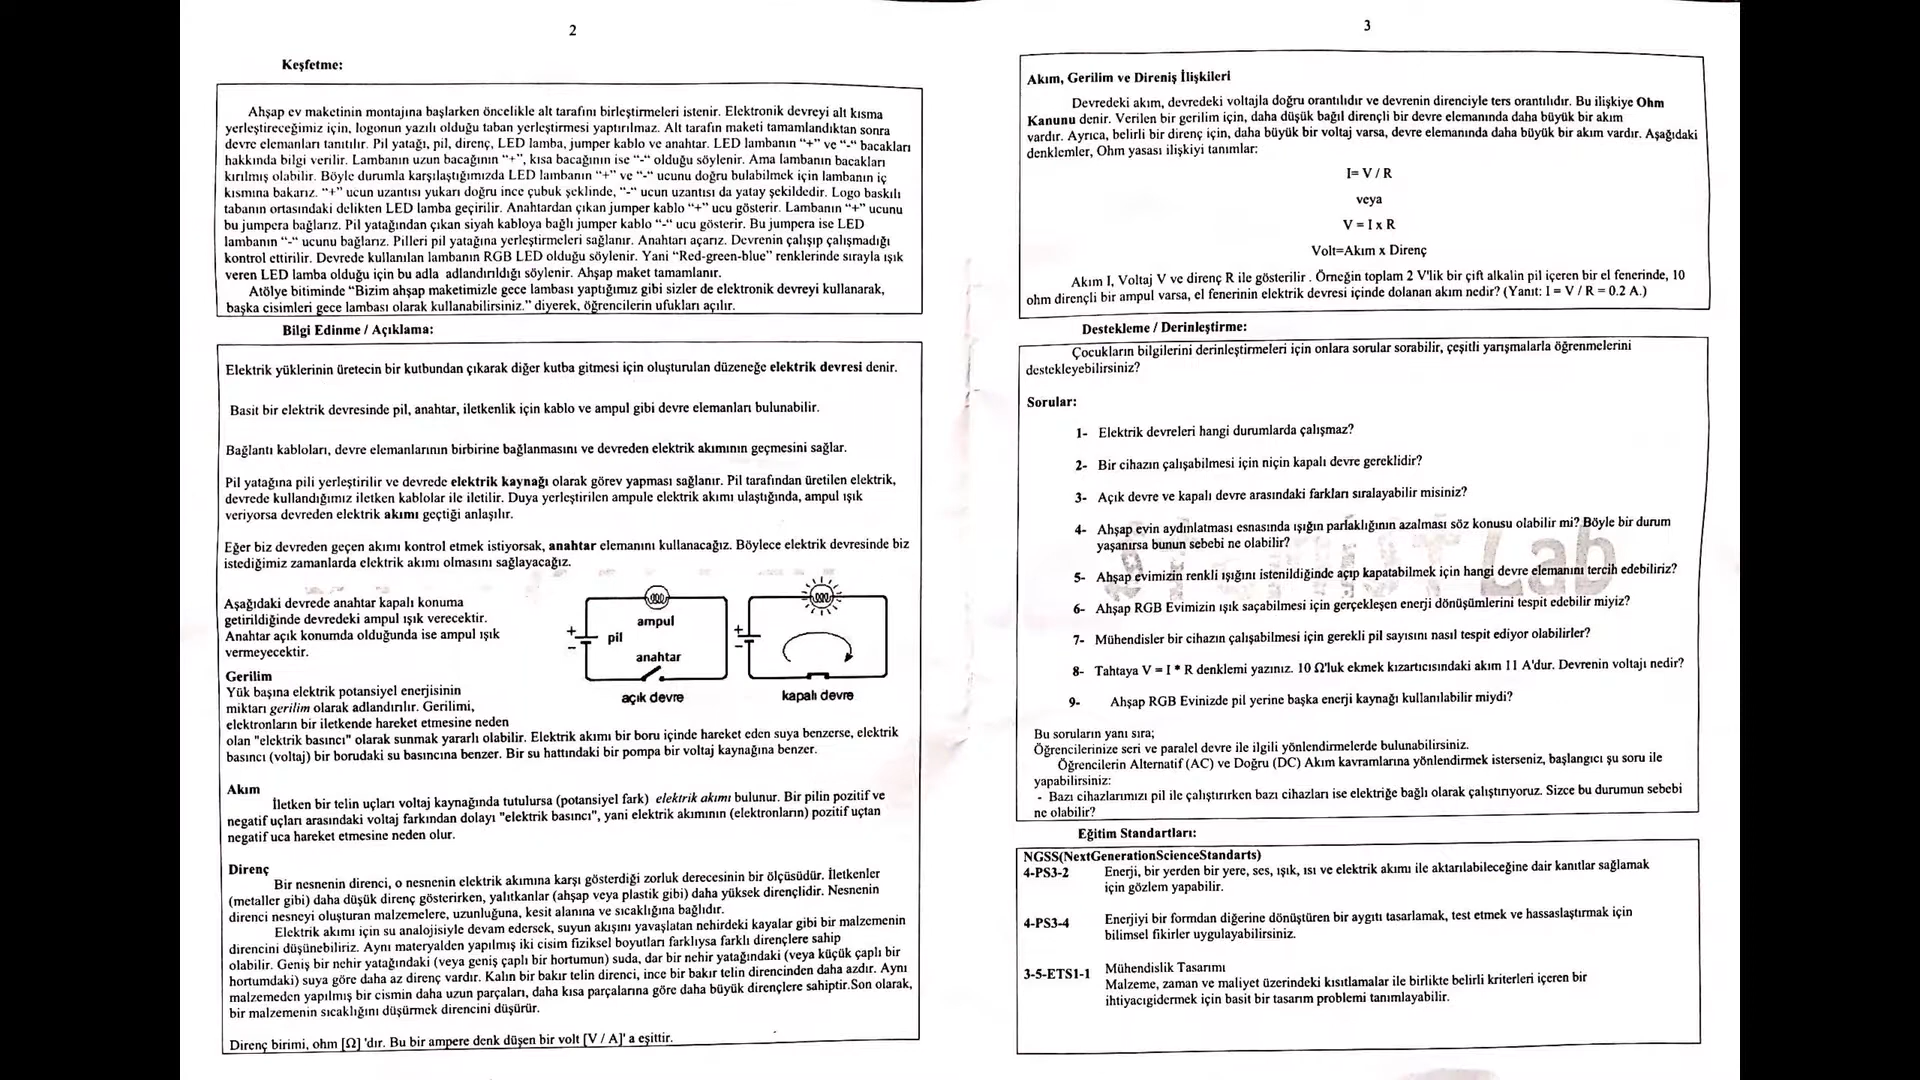 2
Keşfetme:
Ahşap ev maketinin montajına başlarken öncelikle alt tarafını birleştirmeleri istenir. Elektronik devreyi alt kısma
yerleştireceğimiz için, logonun yazılı olduğu taban yerleştirmesi yaptırılmaz. Alt tarafın maketi tamamlandıktan sonra
devre elemanları tanıtılır. Pil yatağı, pil, direnç, LED lamba, jumper kablo ve anahtar. LED lambanın "+" ve "-" bacakları
hakkında bilgi verilir. Lambanın uzun bacağının "+", kısa bacağının ise "-" olduğu söylenir. Ama lambanın bacakları
kırılmış olabilir. Böyle durumla karşılaştığımızda LED lambanın "+" ve "-" ucunu doğru bulabilmek için lambanın iç
kısmına bakarız. "+" ucun uzantısı yukarı doğru ince çubuk şeklinde, "-" ucun uzantısı da yatay şekildedir. Logo baskılı
tabanın ortasındaki delikten LED lamba geçirilir. Anahtardan çıkan jumper kablo "+" ucu gösterir. Lambanın "+" ucunu
bu jumpera bağlarız. Pil yatağından çıkan siyah kabloya bağlı jumper kablo "-" ucu gösterir. Bu jumpera ise LED
lambanın "-" ucunu bağlarız. Pilleri pil yatağına yerleştirmeleri sağlanır. Anahtarı açarız. Devrenin çalışıp çalışmadığı
kontrol ettirilir. Devrede kullanılan lambanın RGB LED olduğu söylenir. Yani "Red-green-blue" renklerinde sırayla ışık
veren LED lamba olduğu için bu adla adlandırıldığı söylenir. Ahşap maket tamamlanır.
Atölye bitiminde "Bizim ahşap maketimizle gece lambası yaptığımız gibi sizler de elektronik devreyi kullanarak,
başka cisimleri gece lambası olarak kullanabilirsiniz." diyerek, öğrencilerin ufukları açılır.
Bilgi Edinme / Açıklama:
Elektrik yüklerinin üretecin bir kutbundan çıkarak diğer kutba gitmesi için oluşturulan düzeneğe elektrik devresi denir.
Basit bir elektrik devresinde pil, anahtar, iletkenlik için kablo ve ampul gibi devre elemanları bulunabilir.
Bağlantı kabloları, devre elemanlarının birbirine bağlanmasını ve devreden elektrik akımının geçmesini sağlar.
Pil yatağına pili yerleştirilir ve devrede elektrik kaynağı olarak görev yapması sağlanır. Pil tarafından üretilen elektrik,
devrede kullandığımız iletken kablolar ile iletilir. Duya yerleştirilen ampule elektrik akımı ulaştığında, ampul ışık
veriyorsa devreden elektrik akımı geçtiği anlaşılır.
Eğer biz devreden geçen akımı kontrol etmek istiyorsak, anahtar elemanını kullanacağız. Böylece elektrik devresinde biz
istediğimiz zamanlarda elektrik akımı olmasını sağlayacağız.
Aşağıdaki devrede anahtar kapalı konuma
getirildiğinde devredeki ampul ışık verecektir.
Anahtar açık konumda olduğunda ise ampul ışık
vermeyecektir.
ampul
+
pil
-
anahtar
açık devre
+
-
kapalı devre
Gerilim
Yük başına elektrik potansiyel enerjisinin
miktarı gerilim olarak adlandırılır. Gerilimi,
elektronların bir iletkende hareket etmesine neden
olan "elektrik basıncı" olarak sunmak yararlı olabilir. Elektrik akımı bir boru içinde hareket eden suya benzerse, elektrik
basıncı (voltaj) bir borudaki su basıncına benzer. Bir su hattındaki bir pompa bir voltaj kaynağına benzer.
Akım
İletken bir telin uçları voltaj kaynağında tutulursa (potansiyel fark) elektrik akımı bulunur. Bir pilin pozitif ve
negatif uçları arasındaki voltaj farkından dolayı "elektrik basıncı", yani elektrik akımının (elektronların) pozitif uçtan
negatif uca hareket etmesine neden olur.
Direnç
Bir nesnenin direnci, o nesnenin elektrik akımına karşı gösterdiği zorluk derecesinin bir ölçüsüdür. İletkenler
(metaller gibi) daha düşük direnç gösterirken, yalıtkanlar (ahşap veya plastik gibi) daha yüksek dirençlidir. Nesnenin
direnci nesneyi oluşturan malzemelere, uzunluğuna, kesit alanına ve sıcaklığına bağlıdır.
Elektrik akımı için su analojisiyle devam edersek, suyun akışını yavaşlatan nehirdeki kayalar gibi bir malzemenin
direncini düşünebiliriz. Aynı materyalden yapılmış iki cisim fiziksel boyutları farklıysa farklı dirençlere sahip
olabilir. Geniş bir nehir yatağındaki (veya geniş çaplı bir hortumun) suda, dar bir nehir yatağındaki (veya küçük çaplı bir
hortumdaki) suya göre daha az direnç vardır. Kalın bir bakır telin direnci, ince bir bakır telin direncinden daha azdır. Aynı
malzemeden yapılmış bir cismin daha uzun parçaları, daha kısa parçalarına göre daha büyük dirençlere sahiptir.Son olarak,
bir malzemenin sıcaklığını düşürmek direncini düşürür.
Direnç birimi, ohm [Ω] 'dır. Bu bir ampere denk düşen bir volt [V / A]' a eşittir.
3
Akım, Gerilim ve Direniş İlişkileri
Devredeki akım, devredeki voltajla doğru orantılıdır ve devrenin direnciyle ters orantılıdır. Bu ilişkiye Ohm
Kanunu denir. Verilen bir gerilim için, daha düşük bağıl dirençli bir devre elemanında daha büyük bir akım
vardır. Ayrıca, belirli bir direnç için, daha büyük bir voltaj varsa, devre elemanında daha büyük bir akım vardır. Aşağıdaki
denklemler, Ohm yasası ilişkiyi tanımlar:
I= V / R
veya
V = I x R
Volt=Akım x Direnç
Akım I, Voltaj V ve direnç R ile gösterilir . Örneğin toplam 2 V'lik bir çift alkalin pil içeren bir el fenerinde, 10
ohm dirençli bir ampul varsa, el fenerinin elektrik devresi içinde dolanan akım nedir? (Yanıt: I = V / R = 0.2 A.)
Destekleme / Derinleştirme:
Çocukların bilgilerini derinleştirmeleri için onlara sorular sorabilir, çeşitli yarışmalarla öğrenmelerini
destekleyebilirsiniz?
Sorular:
1- Elektrik devreleri hangi durumlarda çalışmaz?
2- Bir cihazın çalışabilmesi için niçin kapalı devre gereklidir?
3- Açık devre ve kapalı devre arasındaki farkları sıralayabilir misiniz?
4- Ahşap evin aydınlatması esnasında ışığın parlaklığının azalması söz konusu olabilir mi? Böyle bir durum
yaşanırsa bunun sebebi ne olabilir?
5- Ahşap evimizin renkli ışığını istenildiğinde açıp kapatabilmek için hangi devre elemanını tercih edebiliriz?
6- Ahşap RGB Evimizin ışık saçabilmesi için gerçekleşen enerji dönüşümlerini tespit edebilir miyiz?
7- Mühendisler bir cihazın çalışabilmesi için gerekli pil sayısını nasıl tespit ediyor olabilirler?
8- Tahtaya V = I * R denklemi yazınız. 10 Ω'luk ekmek kızartıcısındaki akım 11 A'dur. Devrenin voltajı nedir?
9- Ahşap RGB Evinizde pil yerine başka enerji kaynağı kullanılabilir miydi?
Bu soruların yanı sıra;
Öğrencilerinize seri ve paralel devre ile ilgili yönlendirmelerde bulunabilirsiniz.
Öğrencilerin Alternatif (AC) ve Doğru (DC) Akım kavramlarına yönlendirmek isterseniz, başlangıcı şu soru ile
yapabilirsiniz:
- Bazı cihazlarımızı pil ile çalıştırırken bazı cihazları ise elektriğe bağlı olarak çalıştırıyoruz. Sizce bu durumun sebebi
ne olabilir?
Eğitim Standartları:
NGSS(NextGenerationScienceStandarts)
4-PS3-2 Enerji, bir yerden bir yere, ses, ışık, ısı ve elektrik akımı ile aktarılabileceğine dair kanıtlar sağlamak
için gözlem yapabilir.
4-PS3-4 Enerjiyi bir formdan diğerine dönüştüren bir aygıtı tasarlamak, test etmek ve hassaslaştırmak için
bilimsel fikirler uygulayabilirsiniz.
3-5-ETS1-1 Mühendislik Tasarımı
Malzeme, zaman ve maliyet üzerindeki kısıtlamalar ile birlikte belirli kriterleri içeren bir
ihtiyacıgidermek için basit bir tasarım problemi tanımlayabilir.
Lab